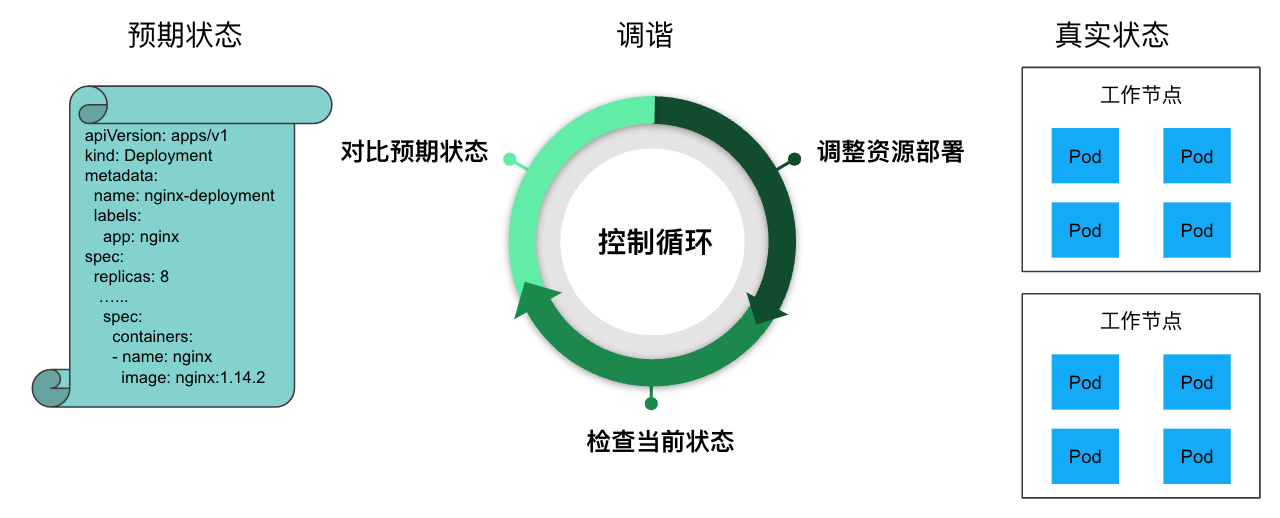 预期状态
调谐
真实状态
apiVersion: apps/v1
kind: Deployment
metadata:
  name: nginx-deployment
  labels:
    app: nginx
spec:
  replicas: 8
   …...
    spec:
      containers:
      - name: nginx
        image: nginx:1.14.2
对比预期状态
调整资源部署
控制循环
检查当前状态
工作节点
Pod Pod
Pod Pod
工作节点
Pod Pod
Pod Pod